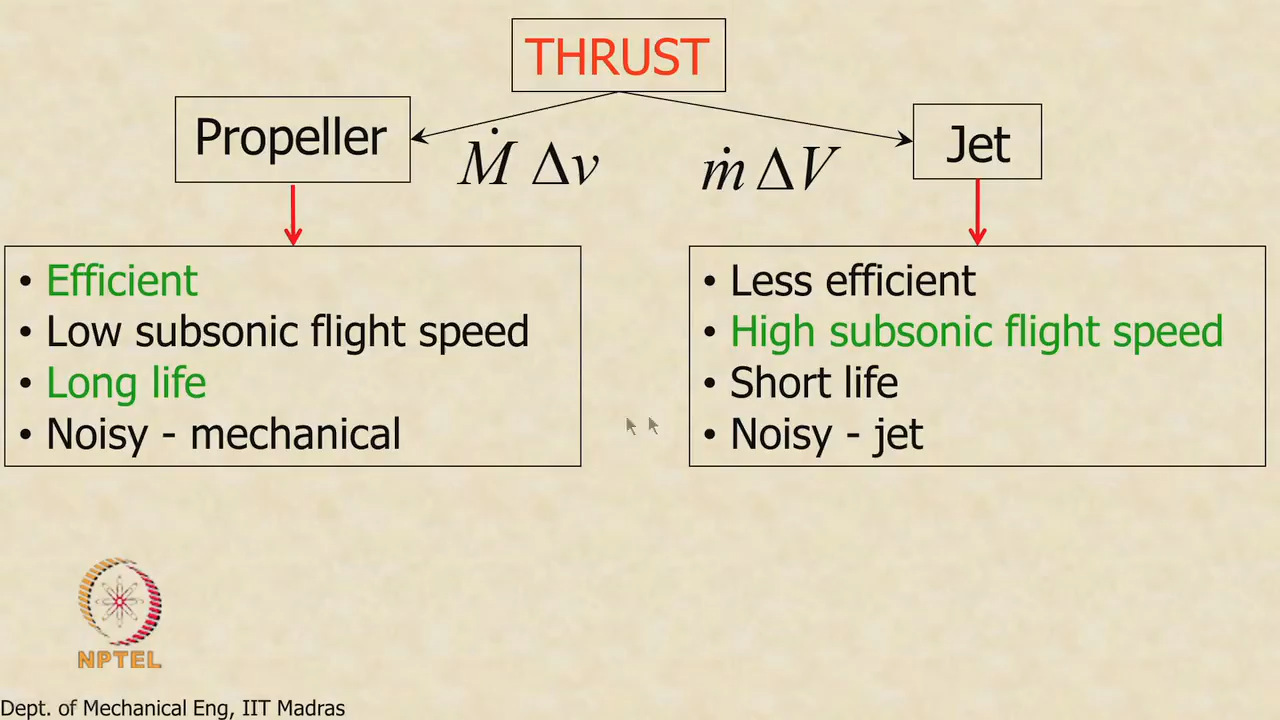 THRUST
Propeller
Ṁ Δv
ṁ ΔV
Jet
• Efficient
• Low subsonic flight speed
• Long life
• Noisy - mechanical
• Less efficient
• High subsonic flight speed
• Short life
• Noisy - jet
NPTEL
Dept. of Mechanical Eng, IIT Madras